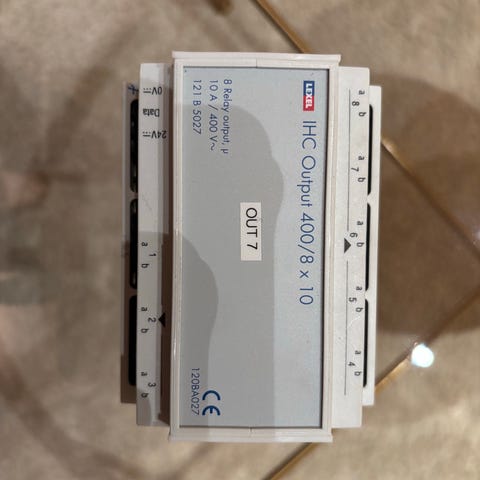 a b a b a b a b a b
8 7 6 5 4
LEXEL IHC Output 400/8 x 10
8 Relay output, µ
10 A / 400 V~
121 B 5027
OUT 7
CE
120BA027
0V Data 24V 1 2 3
a b a b a b